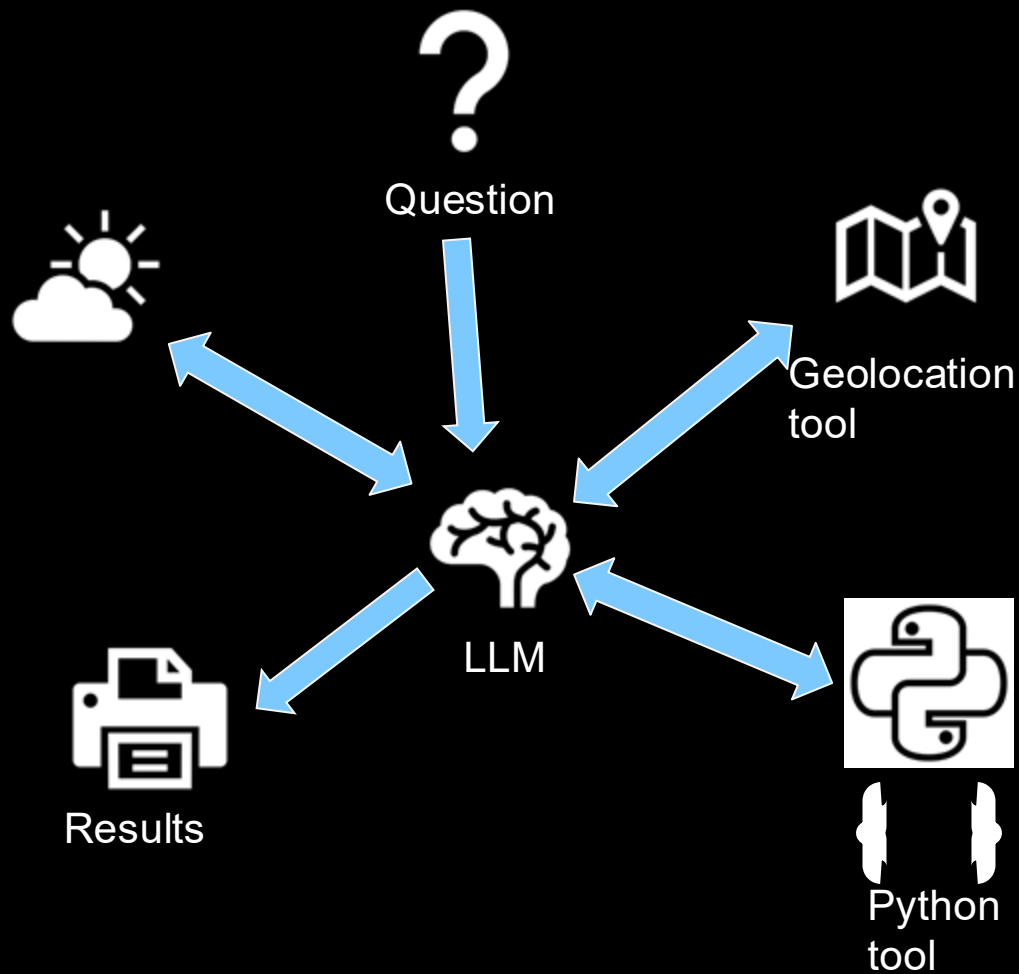 Question
Geolocation
tool
LLM
Results
Python
tool